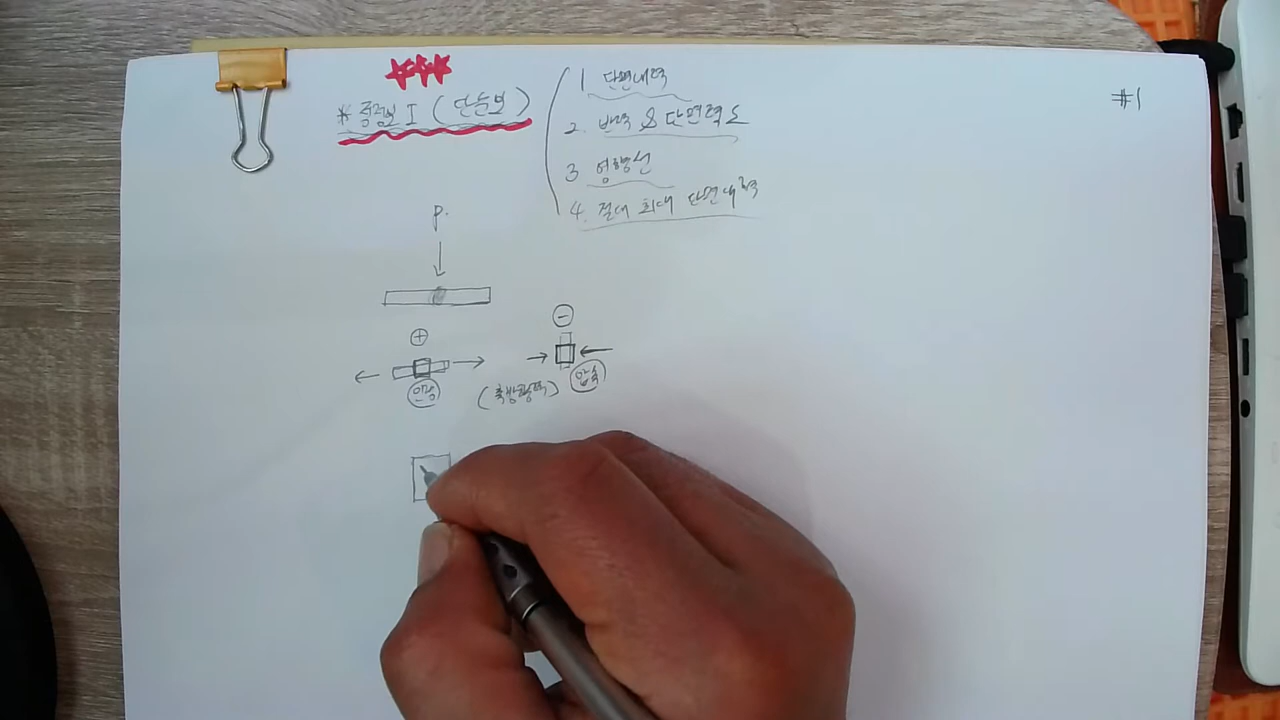 * 정정보 I (단순보)
1 단면내력
2. 반력 & 단면력도
3 영향선
4. 절대 최대 단면내력
#1
P.
⊕
⊖
인장
(축방향력)
압축